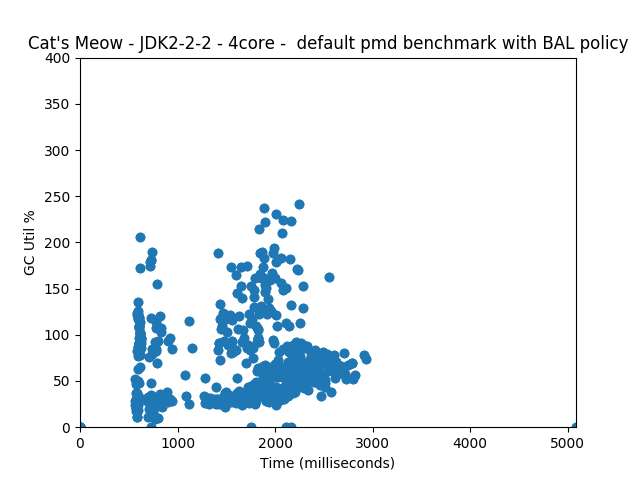 Cat's Meow - JDK2-2-2 - 4core -  default pmd benchmark with BAL policy
400
350
300
250
200
150
100
50
0
GC Util %
0 1000 2000 3000 4000 5000
Time (milliseconds)